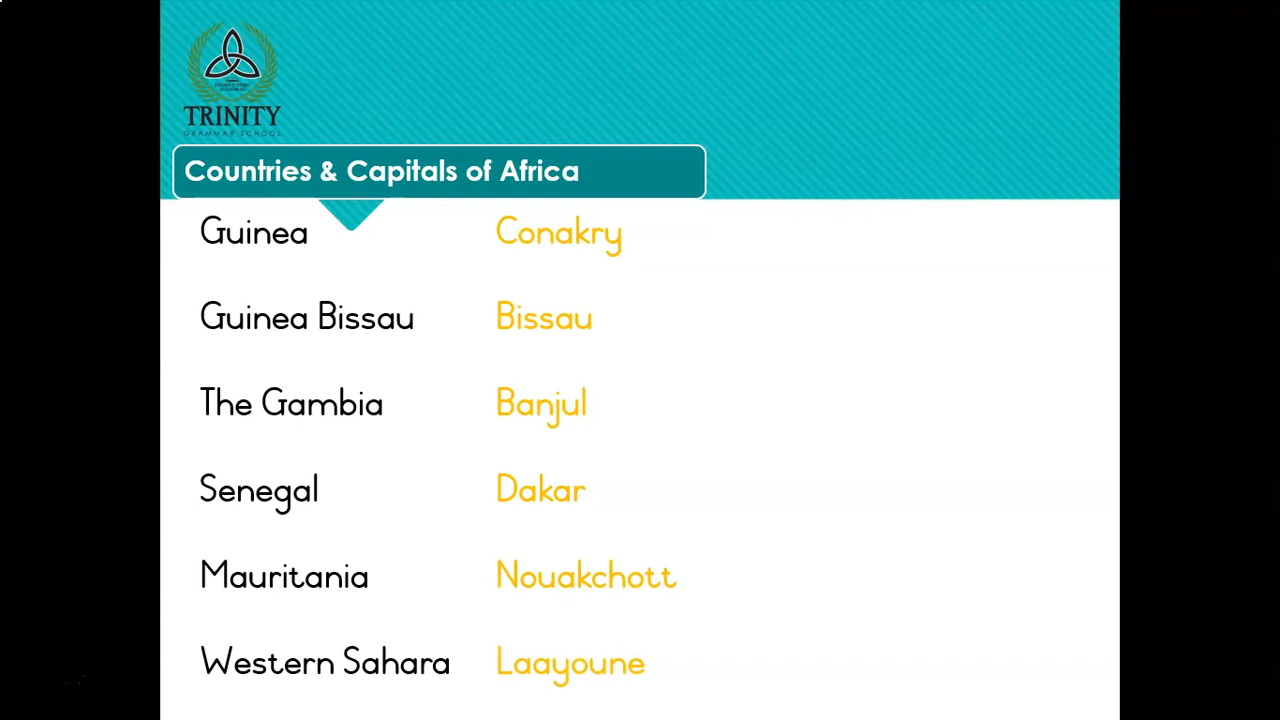 TRINITY
GRAMMAR SCHOOL
Countries & Capitals of Africa
Guinea Conakry
Guinea Bissau Bissau
The Gambia Banjul
Senegal Dakar
Mauritania Nouakchott
Western Sahara Laayoune